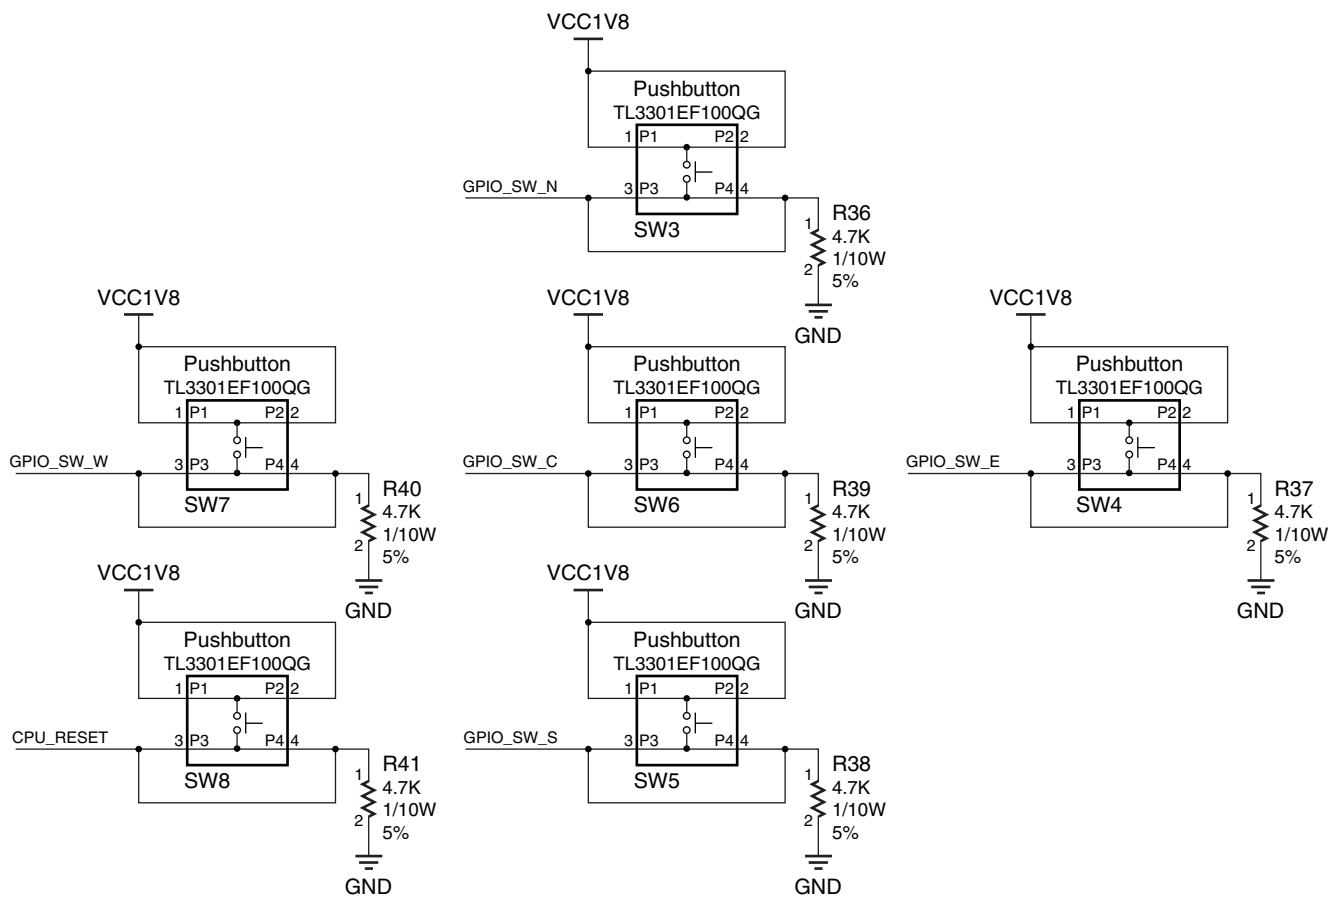 VCC1V8
Pushbutton
TL3301EF100QG
1 P1 P2 2
GPIO_SW_N 3 P3 P4 4
SW3
1 R36
4.7K
1/10W
2 5%
GND
VCC1V8
Pushbutton
TL3301EF100QG
1 P1 P2 2
GPIO_SW_W 3 P3 P4 4
SW7
1 R40
4.7K
1/10W
2 5%
GND
VCC1V8
Pushbutton
TL3301EF100QG
1 P1 P2 2
GPIO_SW_C 3 P3 P4 4
SW6
1 R39
4.7K
1/10W
2 5%
GND
VCC1V8
Pushbutton
TL3301EF100QG
1 P1 P2 2
GPIO_SW_E 3 P3 P4 4
SW4
1 R37
4.7K
1/10W
2 5%
GND
VCC1V8
Pushbutton
TL3301EF100QG
1 P1 P2 2
CPU_RESET 3 P3 P4 4
SW8
1 R41
4.7K
1/10W
2 5%
GND
VCC1V8
Pushbutton
TL3301EF100QG
1 P1 P2 2
GPIO_SW_S 3 P3 P4 4
SW5
1 R38
4.7K
1/10W
2 5%
GND